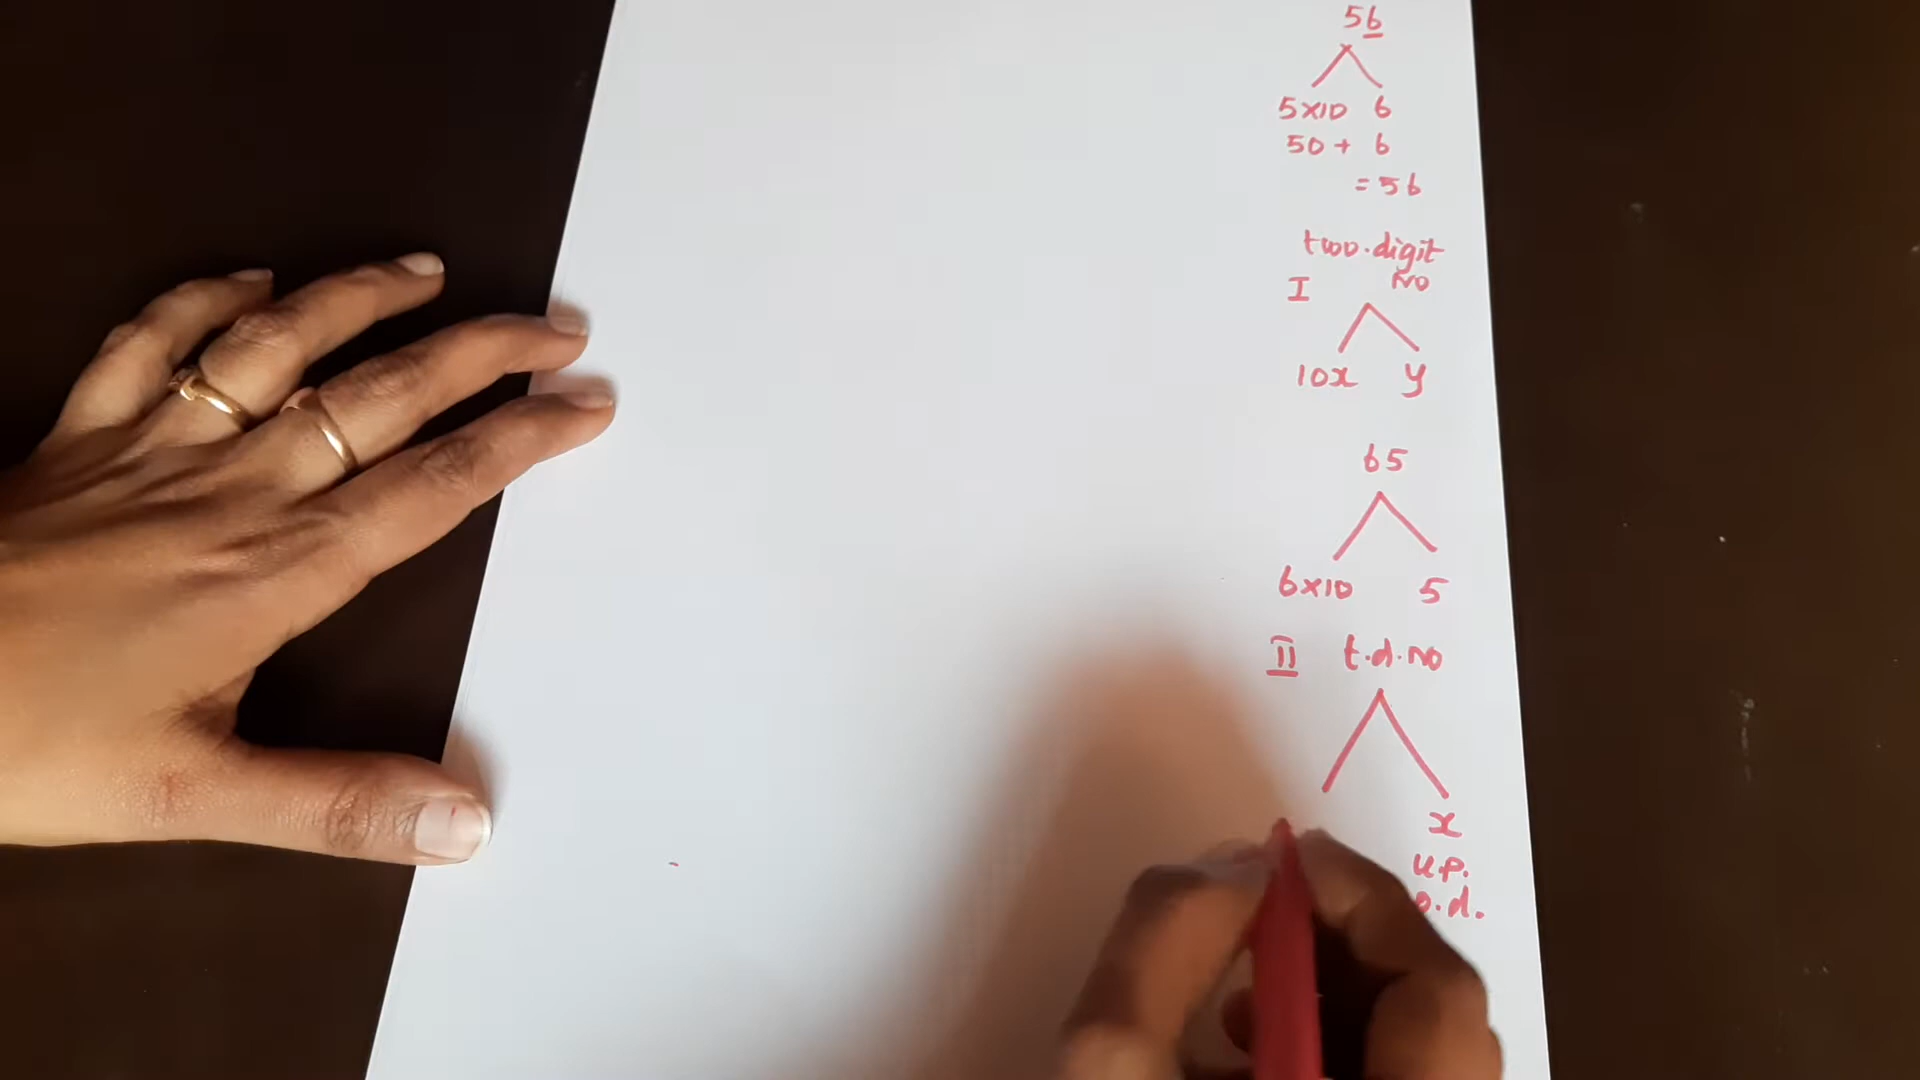 56
5x10 6
50 + 6
= 56
two.digit
I No
10x y
65
6x10 5
II t.d.no
x
u.p.
o.d.